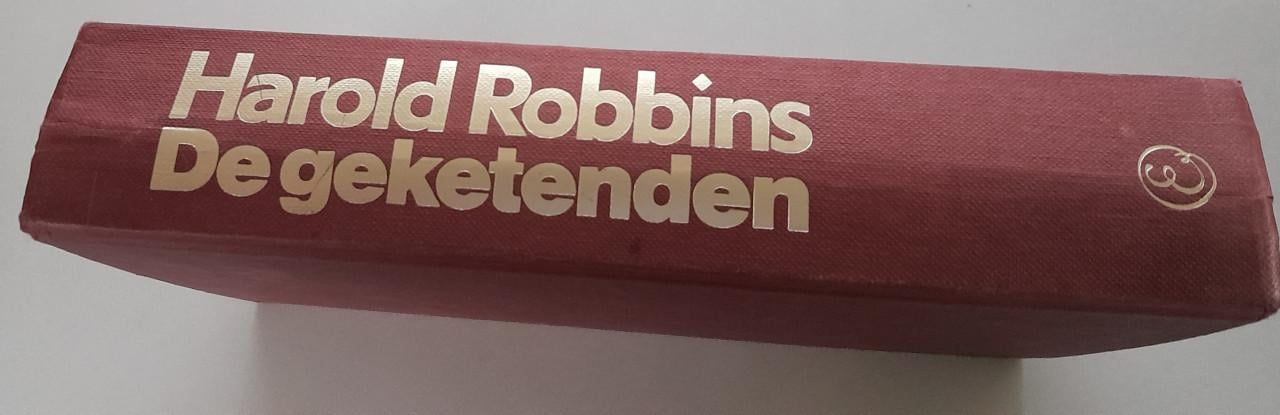 Harold Robbins
De geketenden
E